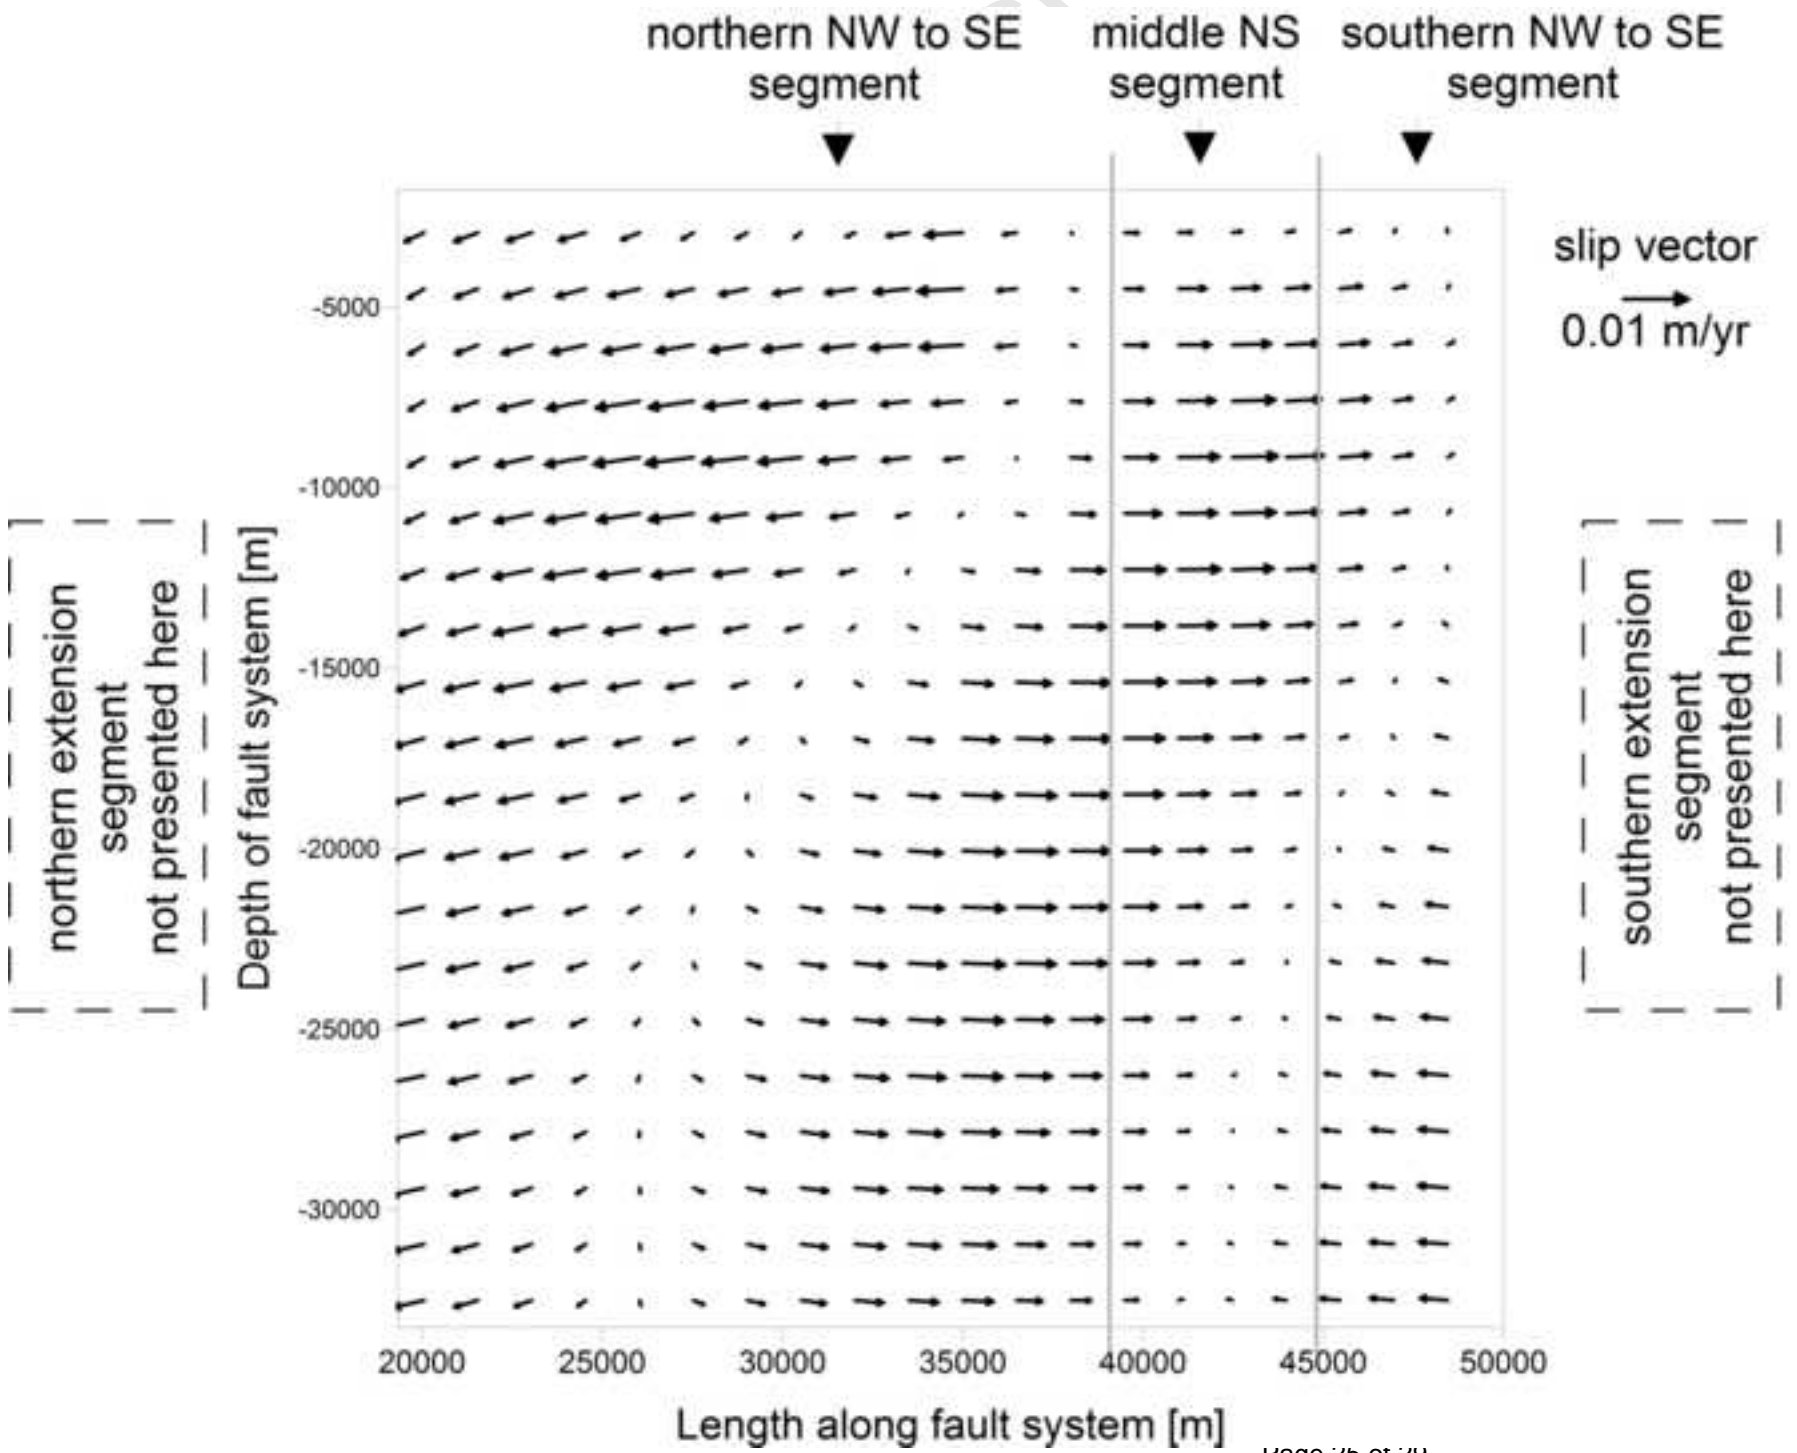 northern NW to SE
segment
middle NS
segment
southern NW to SE
segment
slip vector
0.01 m/yr
-5000
-10000
-15000
-20000
-25000
-30000
Depth of fault system [m]
northern extension
segment
not presented here
southern extension
segment
not presented here
20000
25000
30000
35000
40000
45000
50000
Length along fault system [m]